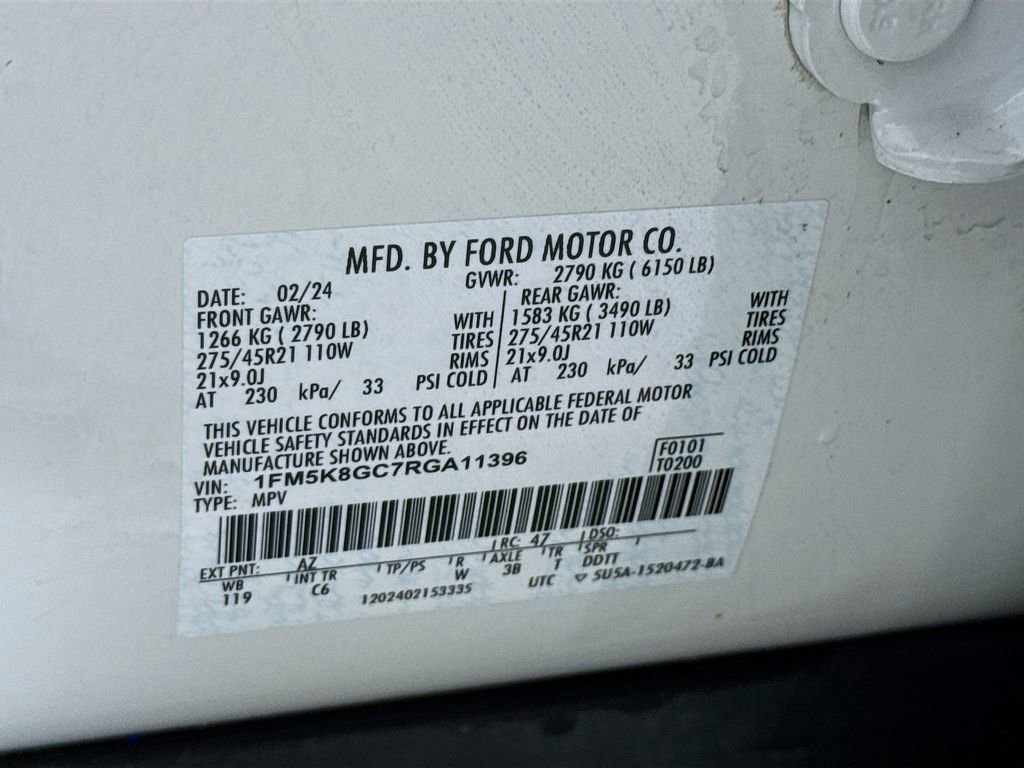 MFD. BY FORD MOTOR CO.
DATE: 02/24 GVWR: 2790 KG ( 6150 LB)
FRONT GAWR: REAR GAWR:
1266 KG ( 2790 LB) WITH 1583 KG ( 3490 LB) WITH
275/45R21 110W TIRES 275/45R21 110W TIRES
21x9.0J RIMS 21x9.0J RIMS
AT 230 kPa/ 33 PSI COLD AT 230 kPa/ 33 PSI COLD
THIS VEHICLE CONFORMS TO ALL APPLICABLE FEDERAL MOTOR
VEHICLE SAFETY STANDARDS IN EFFECT ON THE DATE OF
MANUFACTURE SHOWN ABOVE.
VIN: 1FM5K8GC7RGA11396 F0101
TYPE: MPV T0200
EXT PNT: AZ RC: 47 DSO:
WB INT TR TP/PS R AXLE TR SPR
119 C6 W 3B T DDTT
1202402153335 UTC ▽ 5U5A-1520472-BA